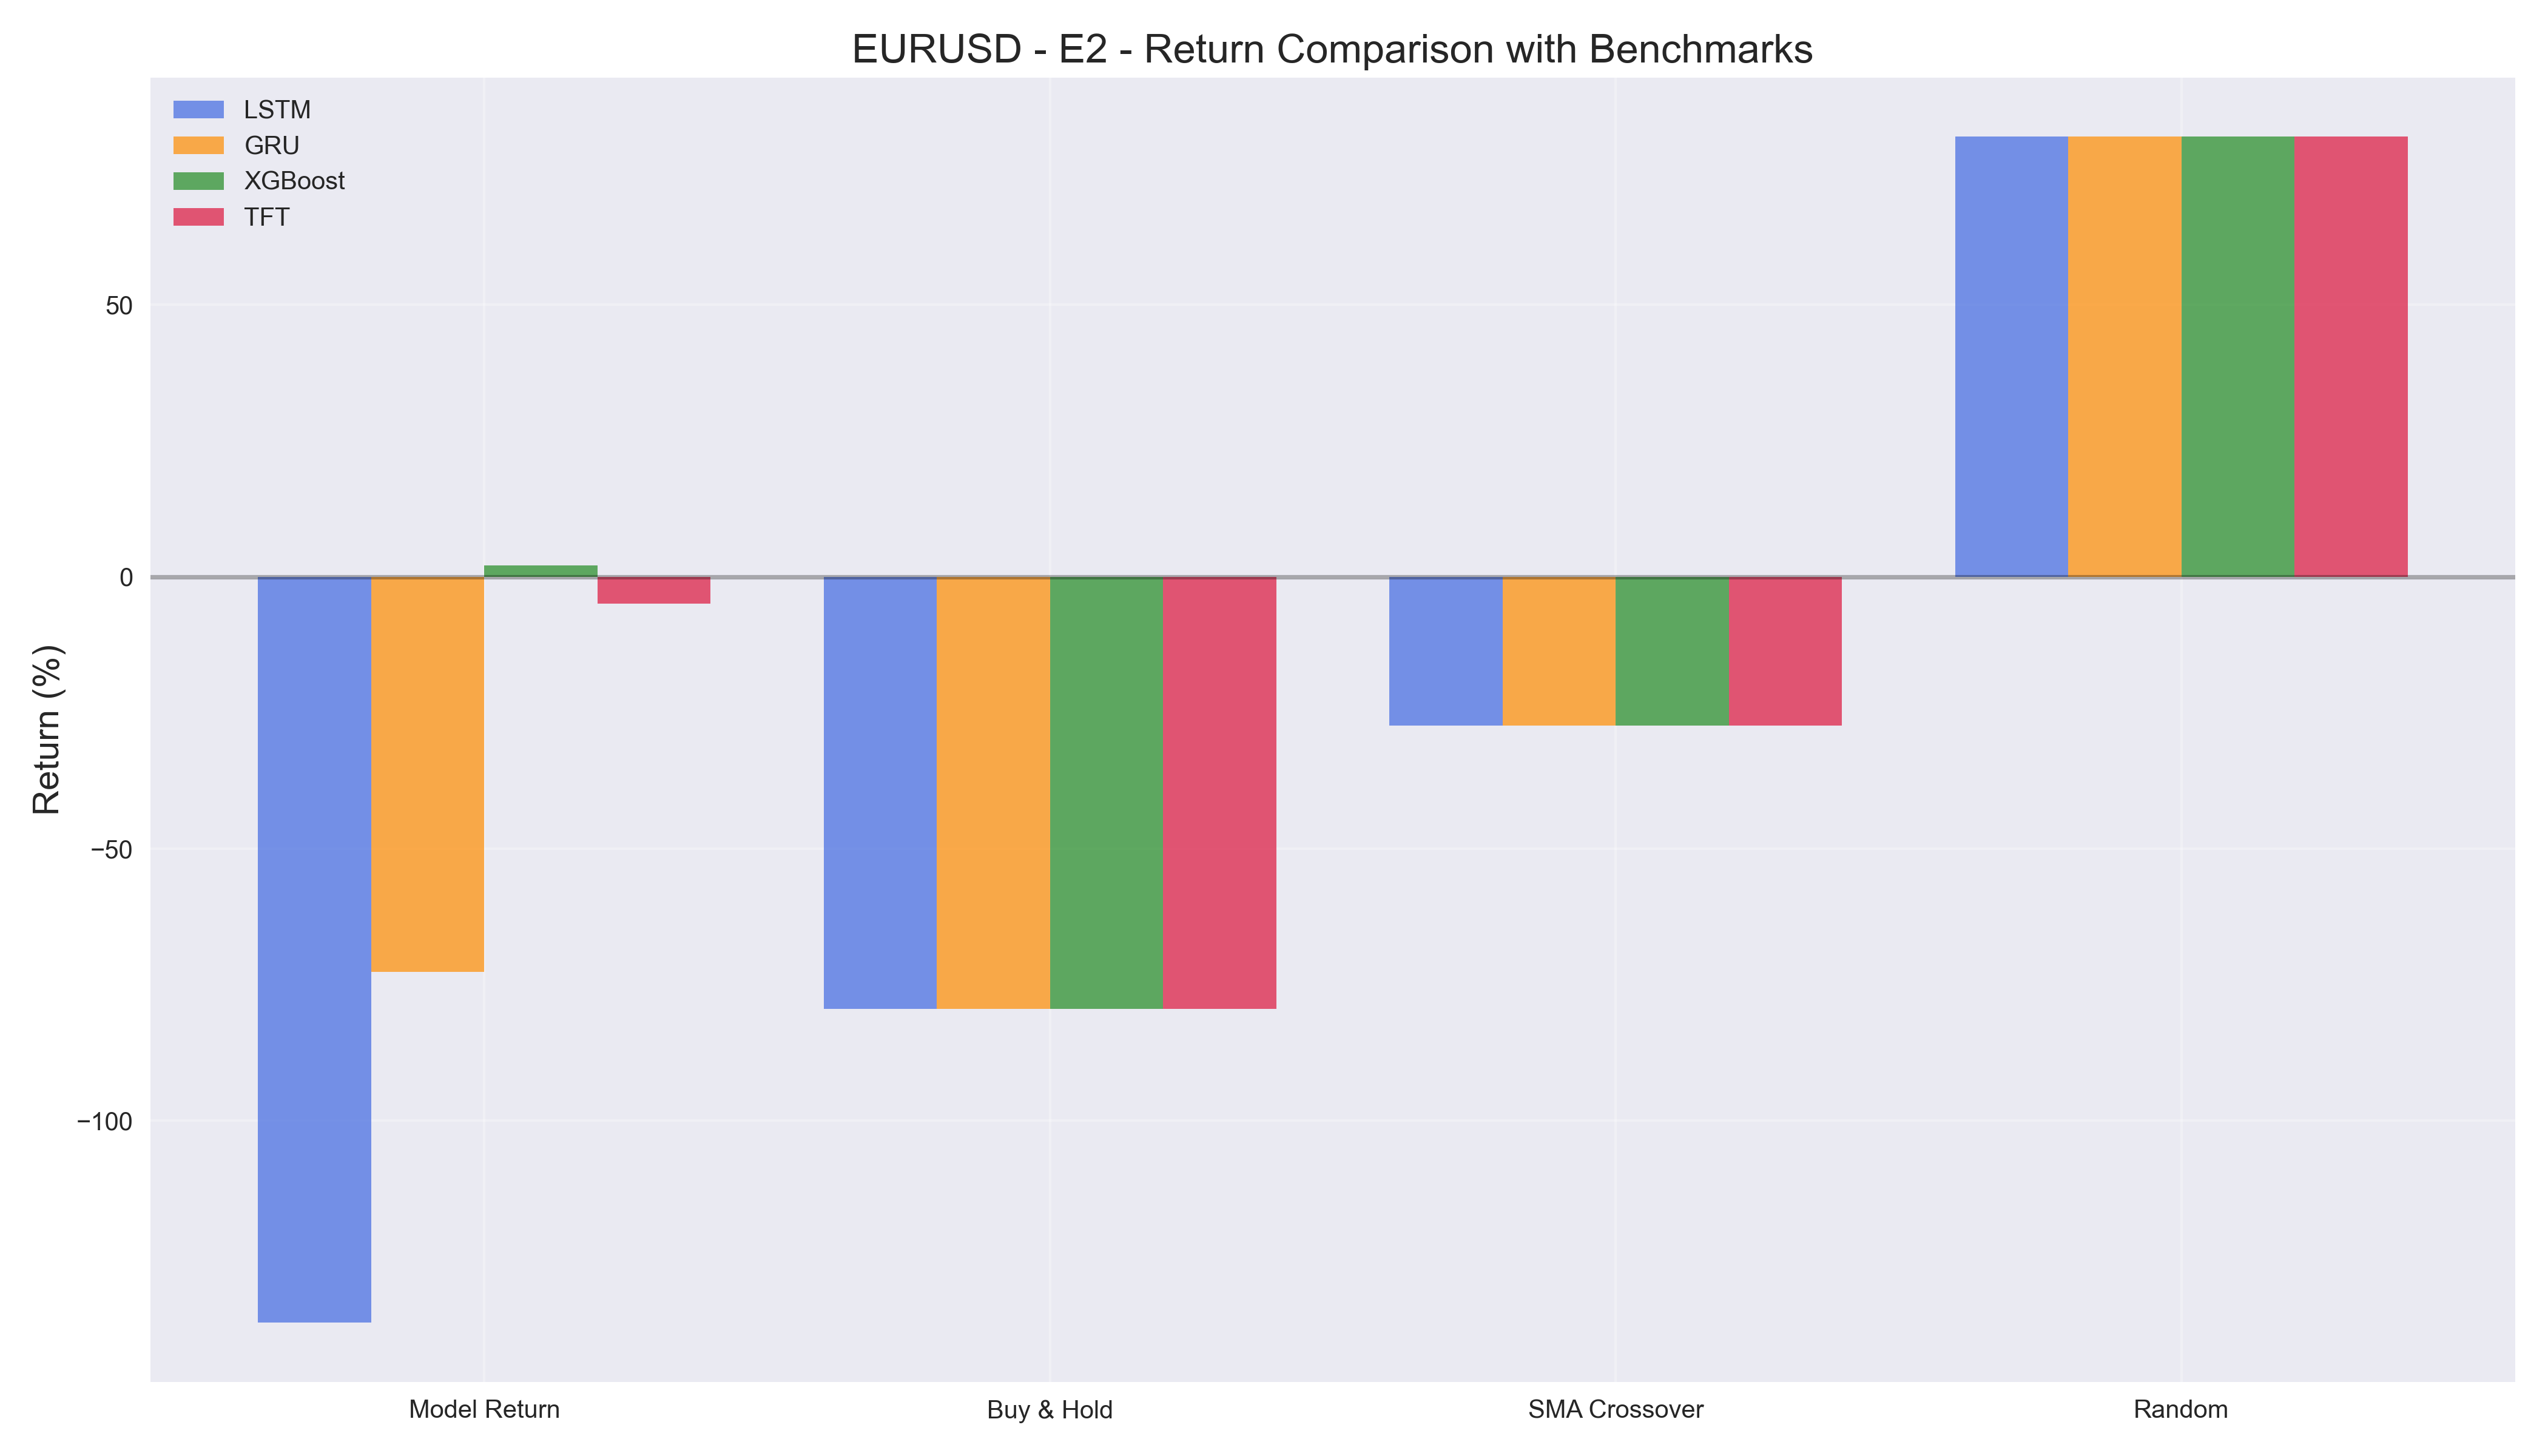 EURUSD - E2 - Return Comparison with Benchmarks
LSTM
GRU
XGBoost
TFT
50
0
−50
−100
Return (%)
Model Return
Buy & Hold
SMA Crossover
Random